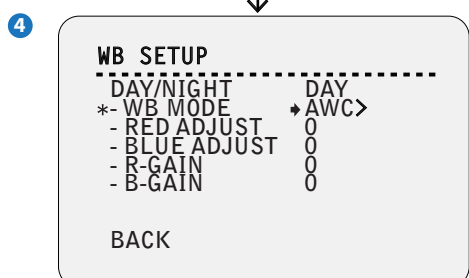 4
WB SETUP
DAY/NIGHT DAY
*- WB MODE AWC>
- RED ADJUST 0
- BLUE ADJUST 0
- R-GAIN 0
- B-GAIN 0
BACK